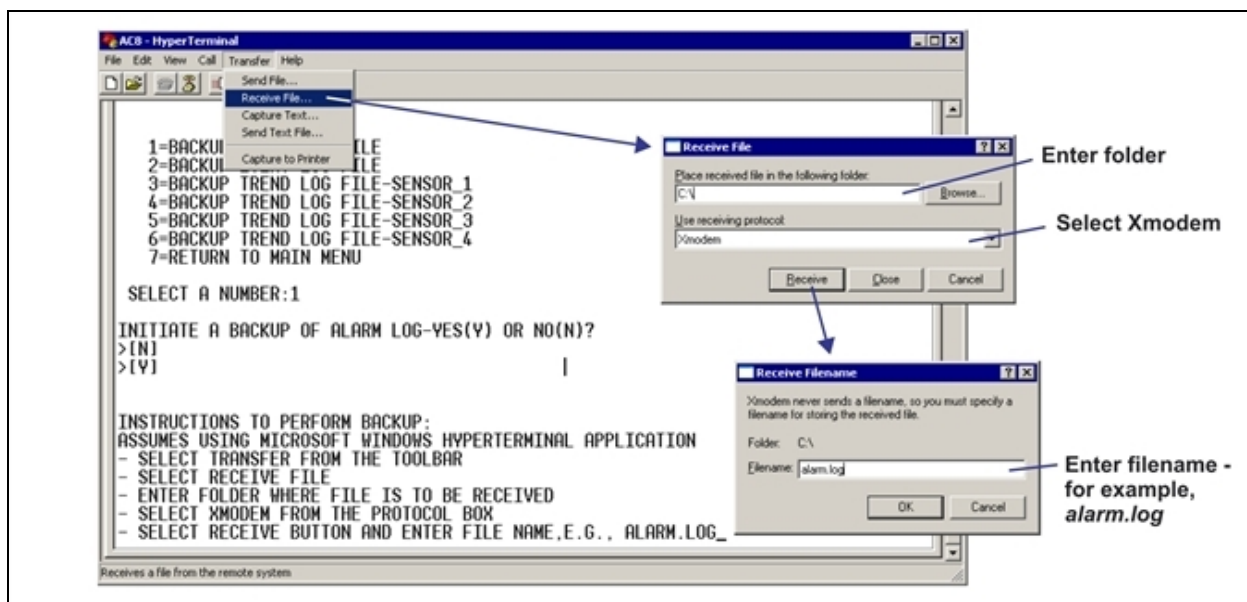 AC8 - HyperTerminal
File Edit View Call Transfer Help
Send File...
Receive File...
Capture Text...
Send Text File...
Capture to Printer
1=BACKU ILE
2=BACKU ILE
3=BACKUP TREND LOG FILE-SENSOR_1
4=BACKUP TREND LOG FILE-SENSOR_2
5=BACKUP TREND LOG FILE-SENSOR_3
6=BACKUP TREND LOG FILE-SENSOR_4
7=RETURN TO MAIN MENU
SELECT A NUMBER:1
INITIATE A BACKUP OF ALARM LOG-YES(Y) OR NO(N)?
>[N]
>[Y]
INSTRUCTIONS TO PERFORM BACKUP:
ASSUMES USING MICROSOFT WINDOWS HYPERTERMINAL APPLICATION
- SELECT TRANSFER FROM THE TOOLBAR
- SELECT RECEIVE FILE
- ENTER FOLDER WHERE FILE IS TO BE RECEIVED
- SELECT XMODEM FROM THE PROTOCOL BOX
- SELECT RECEIVE BUTTON AND ENTER FILE NAME,E.G., ALARM.LOG_
Receives a file from the remote system
Receive File
Place received file in the following folder:
C:\
Browse...
Use receiving protocol:
Xmodem
Receive Close Cancel
Enter folder
Select Xmodem
Receive Filename
Xmodem never sends a filename, so you must specify a
filename for storing the received file.
Folder: C:\
Filename: alarm.log
OK Cancel
Enter filename -
for example,
alarm.log